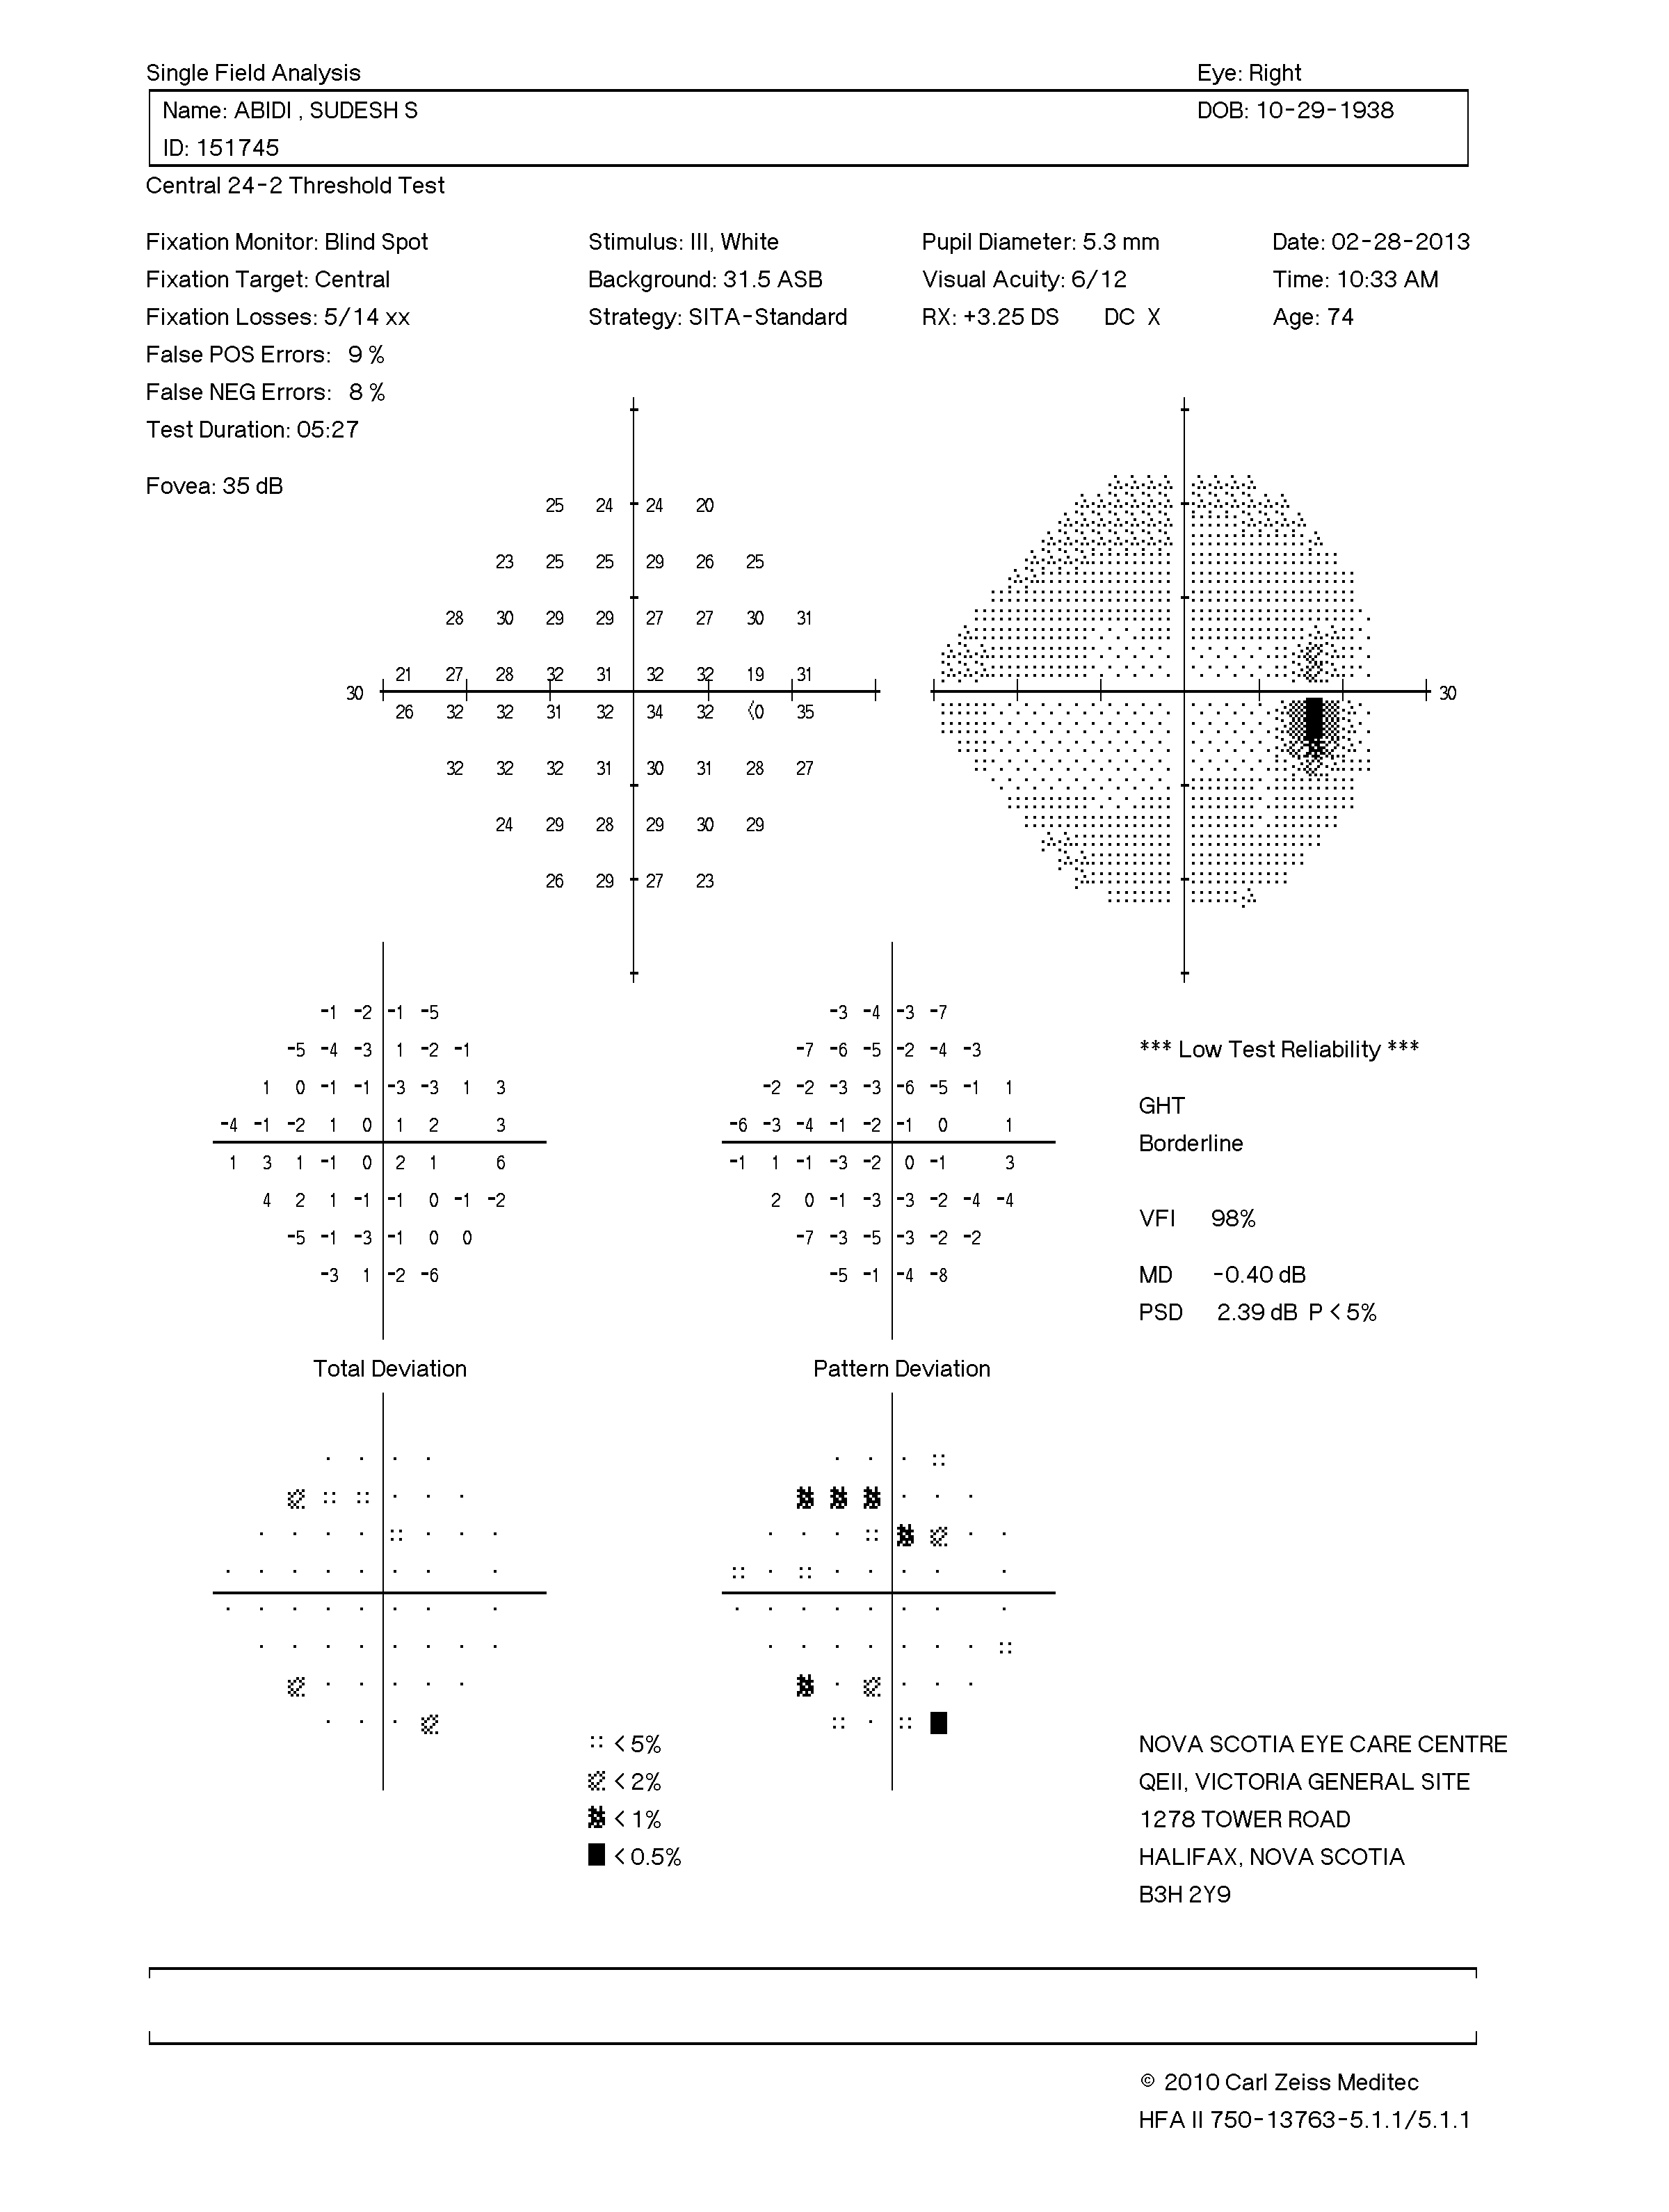 Single Field Analysis Eye: Right
Name: ABIDI , SUDESH S DOB: 10-29-1938
ID: 151745
Central 24-2 Threshold Test
Fixation Monitor: Blind Spot Stimulus: III, White Pupil Diameter: 5.3 mm Date: 02-28-2013
Fixation Target: Central Background: 31.5 ASB Visual Acuity: 6/12 Time: 10:33 AM
Fixation Losses: 5/14 xx Strategy: SITA-Standard RX: +3.25 DS DC X Age: 74
False POS Errors: 9 %
False NEG Errors: 8 %
Test Duration: 05:27
Fovea: 35 dB
25 24 24 20
23 25 25 29 26 25
28 30 29 29 27 27 30 31
21 27 28 32 31 32 32 19 31
30 30
26 32 32 31 32 34 32 <0 35
32 32 32 31 30 31 28 27
24 29 28 29 30 29
26 29 27 23
-1 -2 -1 -5 -3 -4 -3 -7
-5 -4 -3 1 -2 -1 -7 -6 -5 -2 -4 -3 *** Low Test Reliability ***
1 0 -1 -1 -3 -3 1 3 -2 -2 -3 -3 -6 -5 -1 1
GHT
-4 -1 -2 1 0 1 2 3 -6 -3 -4 -1 -2 -1 0 1
Borderline
1 3 1 -1 0 2 1 6 -1 1 -1 -3 -2 0 -1 3
4 2 1 -1 -1 0 -1 -2 2 0 -1 -3 -3 -2 -4 -4
VFI 98%
-5 -1 -3 -1 0 0 -7 -3 -5 -3 -2 -2
-3 1 -2 -6 -5 -1 -4 -8 MD -0.40 dB
PSD 2.39 dB P < 5%
Total Deviation Pattern Deviation
< 5% NOVA SCOTIA EYE CARE CENTRE
< 2% QEII, VICTORIA GENERAL SITE
< 1% 1278 TOWER ROAD
< 0.5% HALIFAX, NOVA SCOTIA
B3H 2Y9
© 2010 Carl Zeiss Meditec
HFA II 750-13763-5.1.1/5.1.1